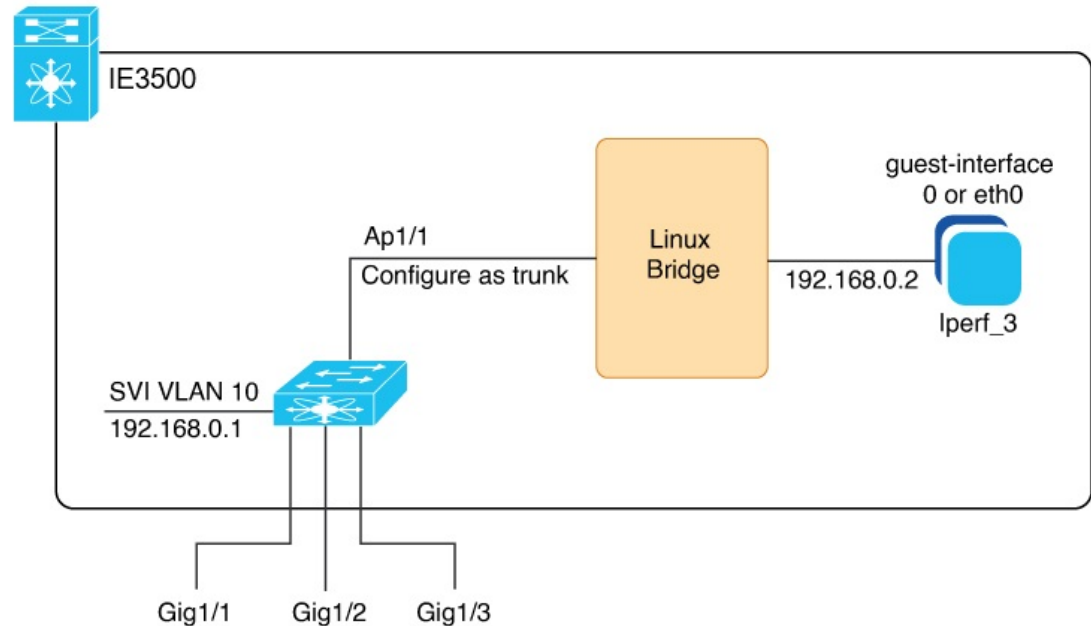 IE3500
guest-interface
0 or eth0
Ap1/1
Configure as trunk
Linux
Bridge
192.168.0.2
Iperf_3
SVI VLAN 10
192.168.0.1
Gig1/1
Gig1/2
Gig1/3